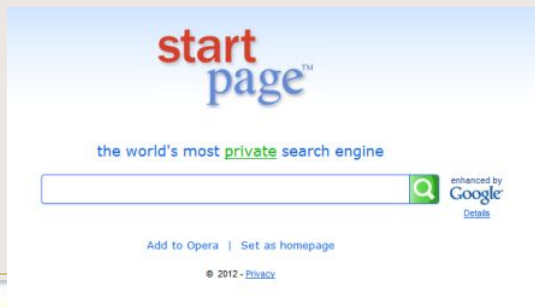 start
page™
the world's most private search engine
enhanced by
Google™
Details
Add to Opera | Set as homepage
© 2012 - Privacy